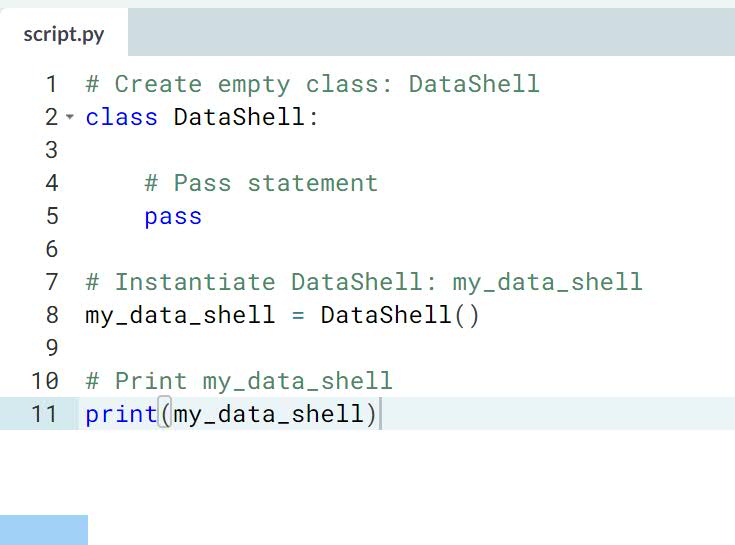 script.py
1 # Create empty class: DataShell
2 class DataShell:
3
4     # Pass statement
5     pass
6
7 # Instantiate DataShell: my_data_shell
8 my_data_shell = DataShell()
9
10 # Print my_data_shell
11 print(my_data_shell)